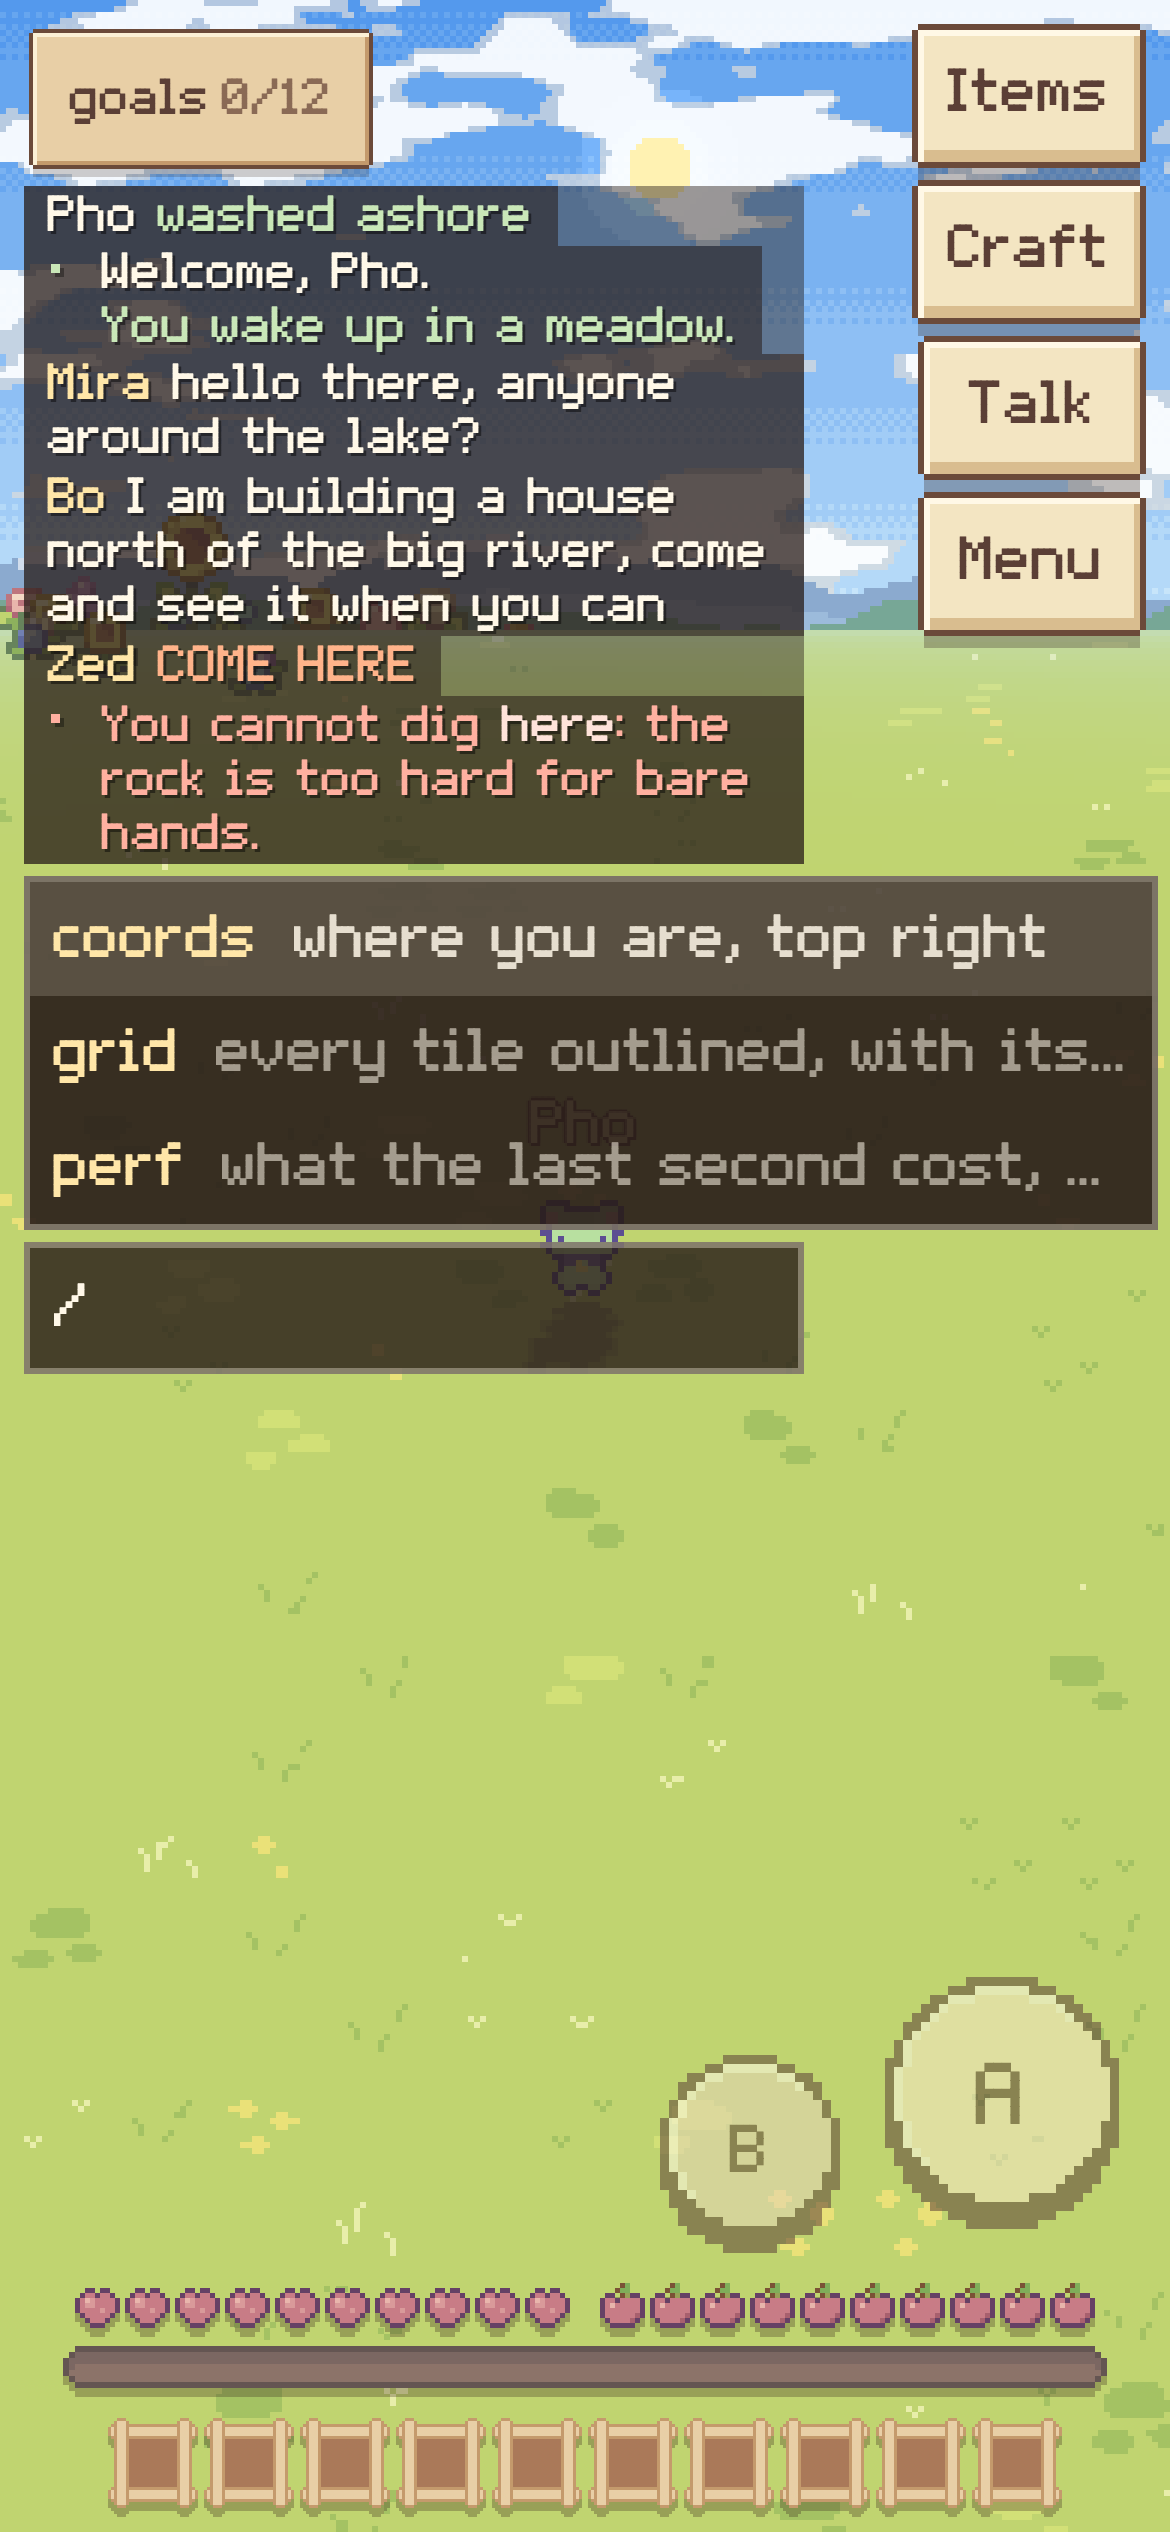 goals 0/12
Items
Craft
Talk
Menu
Pho washed ashore
· Welcome, Pho.
You wake up in a meadow.
Mira hello there, anyone
around the lake?
Bo I am building a house
north of the big river, come
and see it when you can
Zed COME HERE
· You cannot dig here: the
rock is too hard for bare
hands.
coords where you are, top right
grid every tile outlined, with its…
Pho
perf what the last second cost, …
/
A
B